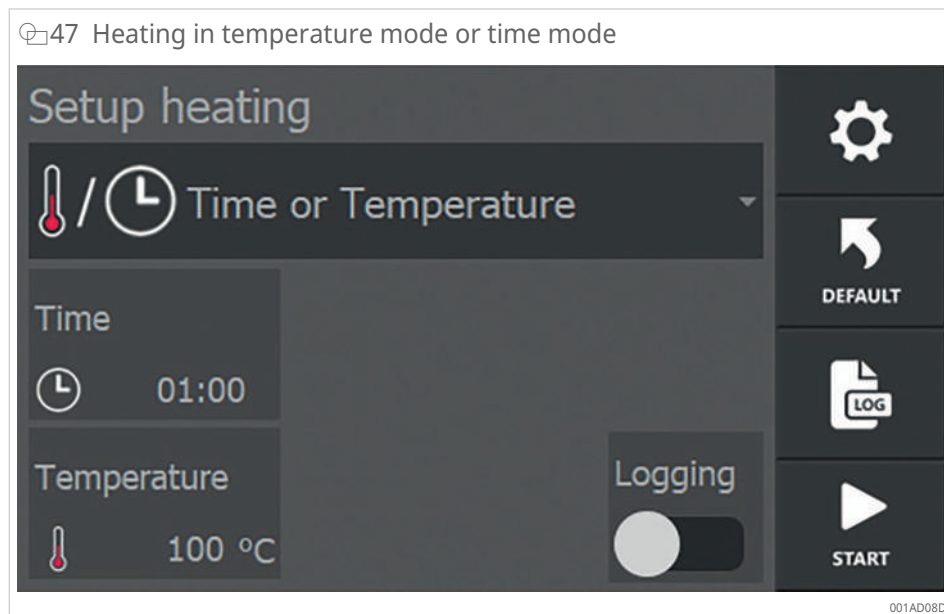 47 Heating in temperature mode or time mode
Setup heating
/ Time or Temperature
DEFAULT
Time
01:00
LOG
Temperature
100 °C
Logging
START
001AD08D